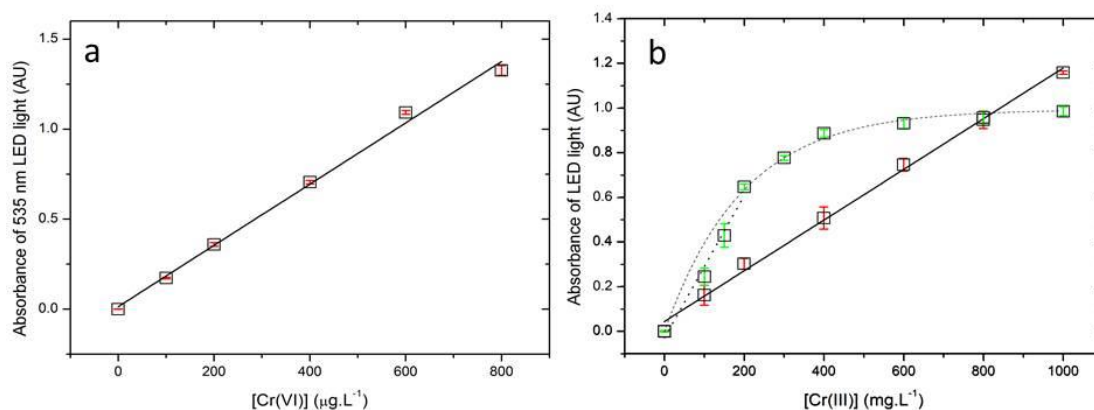 a
1.5
1.0
0.5
0.0
Absorbance of 535 nm LED light (AU)
0 200 400 600 800
[Cr(VI)] (µg.L⁻¹)
b
1.4
1.2
1.0
0.8
0.6
0.4
0.2
0.0
Absorbance of LED light (AU)
0 200 400 600 800 1000
[Cr(III)] (mg.L⁻¹)